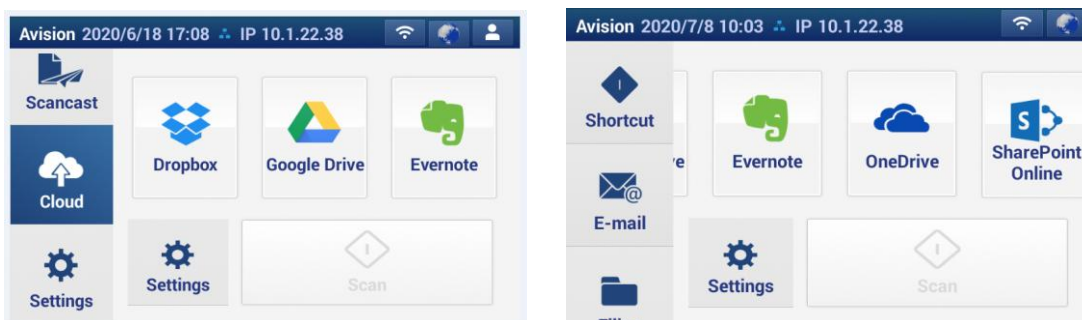 Avision 2020/6/18 17:08 IP 10.1.22.38
Scancast
Cloud
Settings
Dropbox
Google Drive
Evernote
Settings
Scan
Avision 2020/7/8 10:03 IP 10.1.22.38
Shortcut
E-mail
ve
Evernote
OneDrive
SharePoint
Online
Settings
Scan